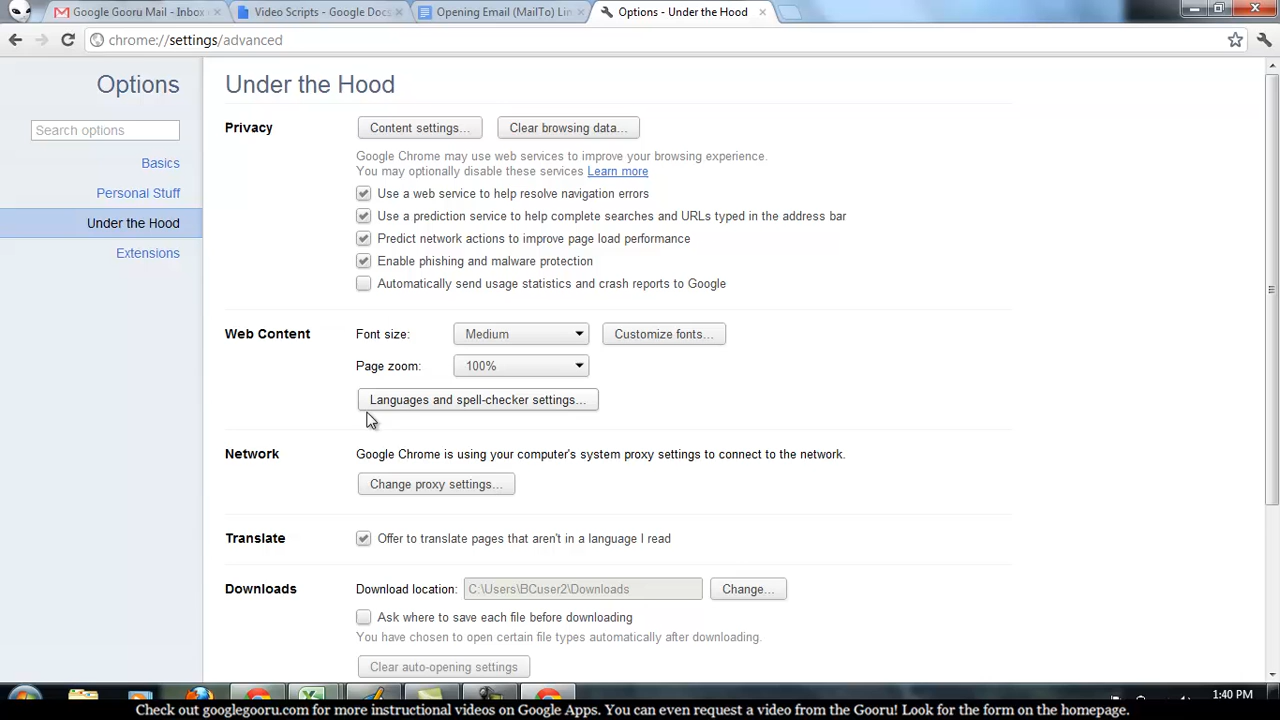 Google Gooru Mail - Inbox
Video Scripts - Google Docs
Opening Email (MailTo) Lin
Options - Under the Hood
chrome://settings/advanced
Options
Search options
Basics
Personal Stuff
Under the Hood
Extensions
Under the Hood
Privacy
Content settings...
Clear browsing data...
Google Chrome may use web services to improve your browsing experience.
You may optionally disable these services Learn more
Use a web service to help resolve navigation errors
Use a prediction service to help complete searches and URLs typed in the address bar
Predict network actions to improve page load performance
Enable phishing and malware protection
Automatically send usage statistics and crash reports to Google
Web Content
Font size:
Medium
Customize fonts...
Page zoom:
100%
Languages and spell-checker settings...
Network
Google Chrome is using your computer's system proxy settings to connect to the network.
Change proxy settings...
Translate
Offer to translate pages that aren't in a language I read
Downloads
Download location:
C:\Users\BCuser2\Downloads
Change...
Ask where to save each file before downloading
You have chosen to open certain file types automatically after downloading.
Clear auto-opening settings
1:40 PM
Check out googlegooru.com for more instructional videos on Google Apps. You can even request a video from the Gooru! Look for the form on the homepage.